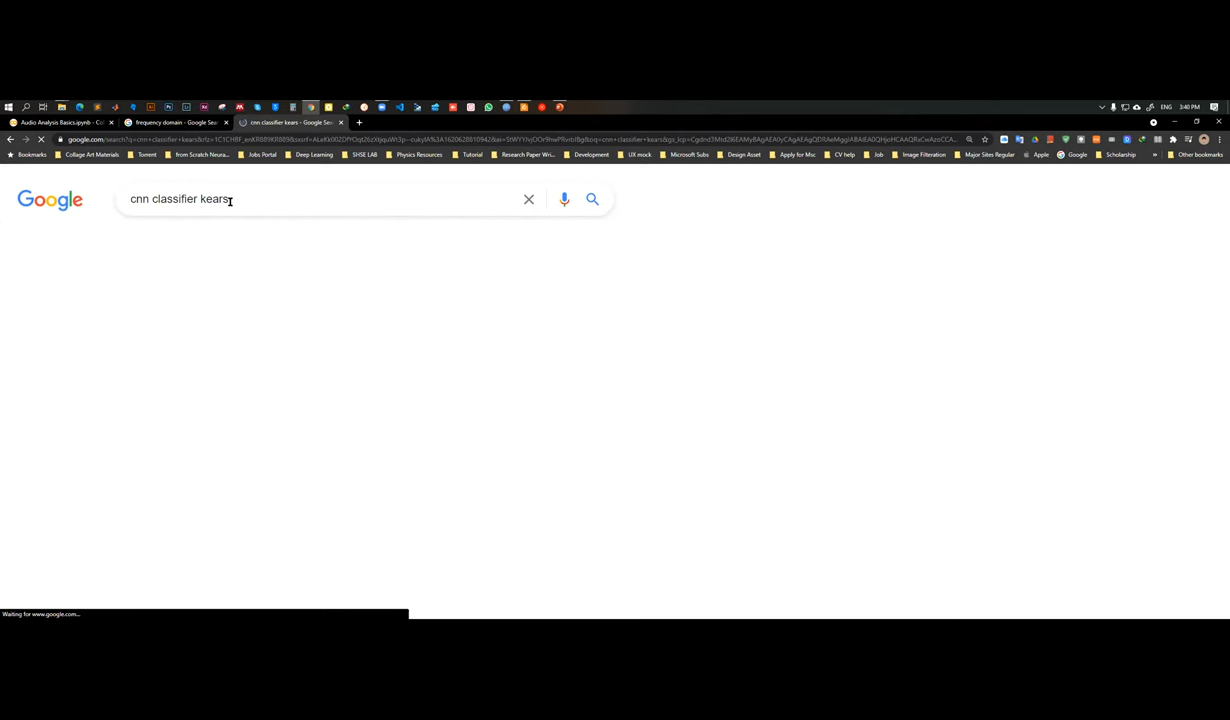 ENG 3:40 PM
Audio Analysis Basics.ipynb - Col frequency domain - Google Sea cnn classifier kears - Google Sea
Bookmarks Collage Art Materials Torrent from Scratch Neura... Jobs Portal Deep Learning SHSE LAB Physics Resources Tutorial Research Paper Wri... Development UX mock Microsoft Subs Design Asset Apply for Msc CV help Job Image Filteration Major Sites Regular Apple Google Scholarship » Other bookmarks
Google cnn classifier kears
Waiting for www.google.com...